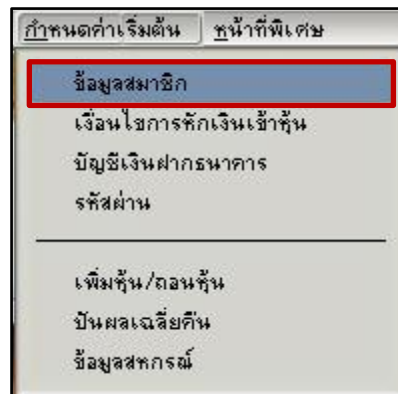 กำหนดค่าเริ่มต้น หน้าที่พิเศษ
ข้อมูลสมาชิก
เงื่อนไขการหักเงินเข้าหุ้น
บัญชีเงินฝากธนาคาร
รหัสผ่าน
เพิ่มหุ้น/ถอนหุ้น
ปันผลเฉลี่ยคืน
ข้อมูลสหกรณ์